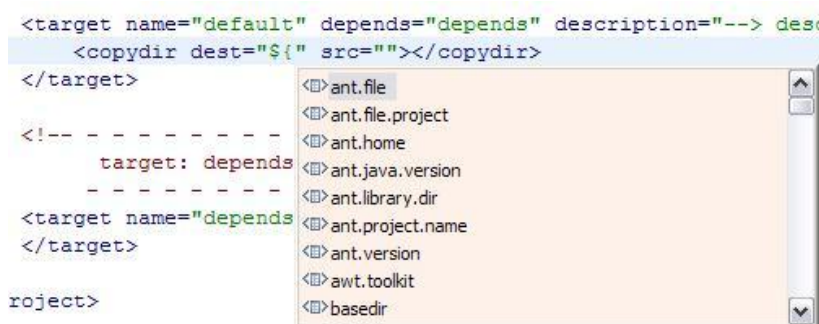 <target name="default" depends="depends" description="--> desc
<copydir dest="${" src=""></copydir>
</target>
ant.file
ant.file.project
<!-- - - - - - - - - -
ant.home
target: depends
ant.java.version
- - - - - - - - -
ant.library.dir
<target name="depends
ant.project.name
</target>
ant.version
awt.toolkit
roject>
basedir